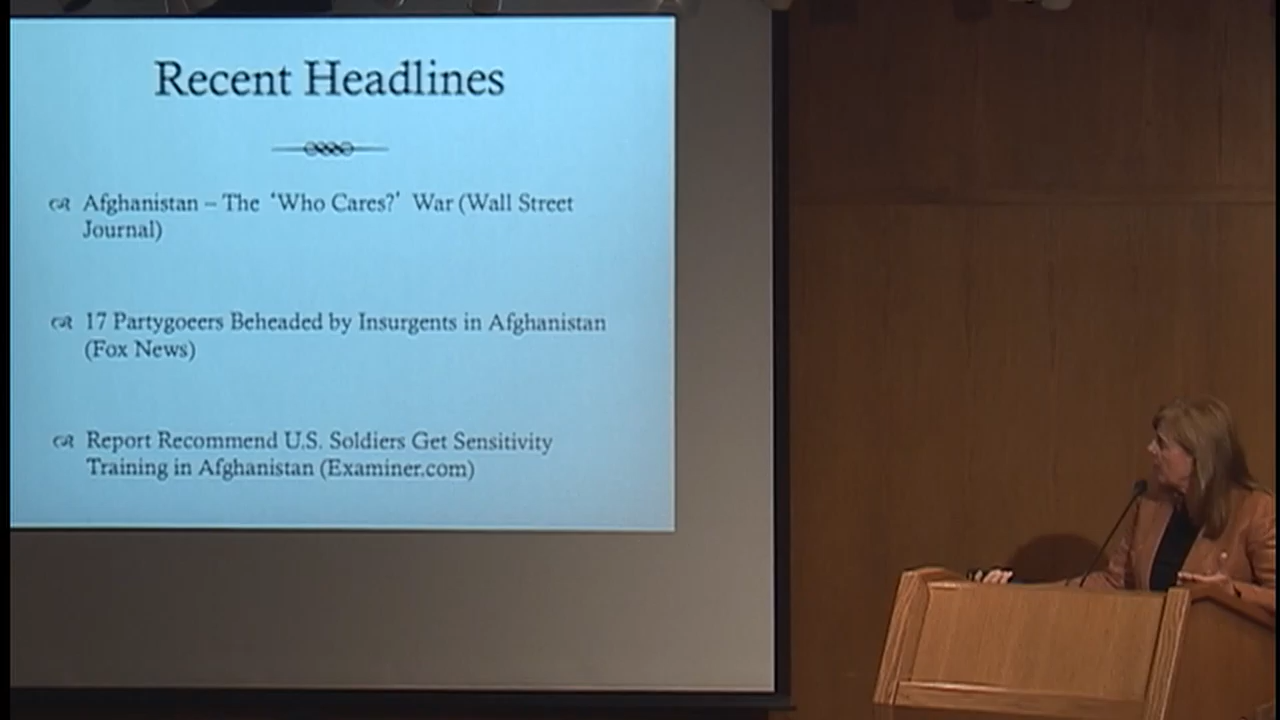 Recent Headlines
Afghanistan – The 'Who Cares?' War (Wall Street
Journal)
17 Partygoeers Beheaded by Insurgents in Afghanistan
(Fox News)
Report Recommend U.S. Soldiers Get Sensitivity
Training in Afghanistan (Examiner.com)